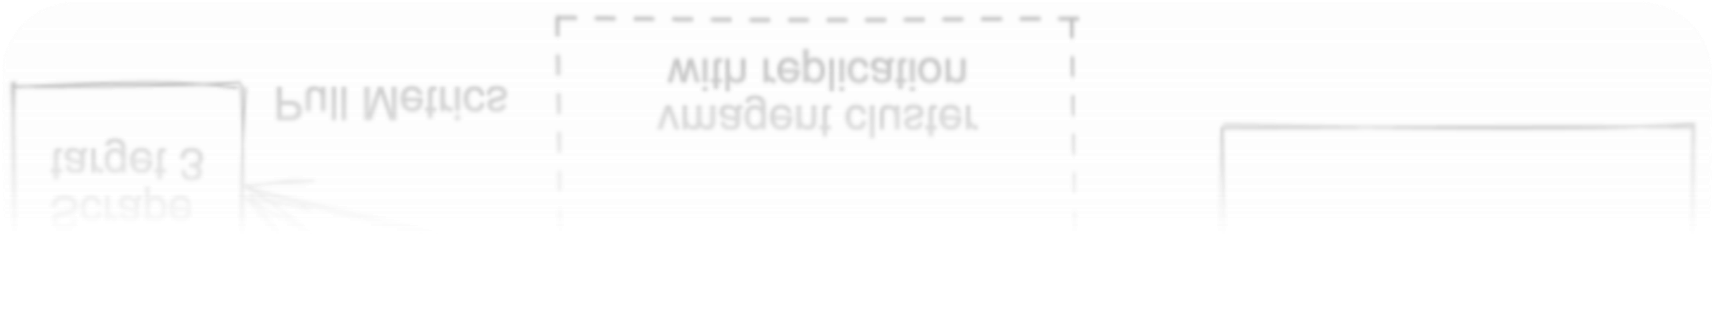 Scrape
target 3
Pull Metrics
vmagent cluster
with replication